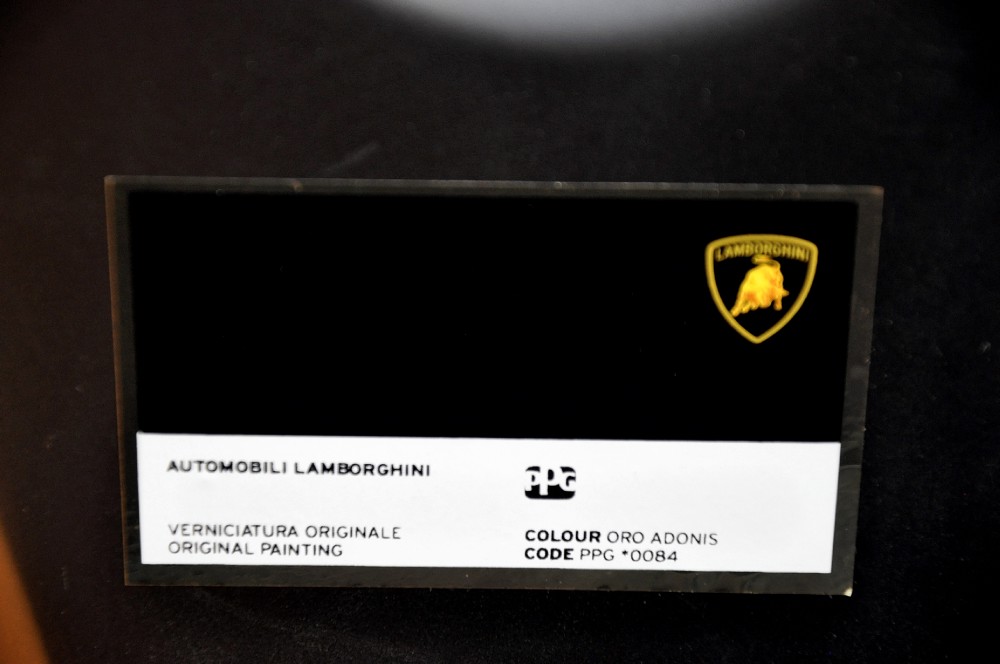 LAMBORGHINI
AUTOMOBILI LAMBORGHINI
PPG
VERNICIATURA ORIGINALE
ORIGINAL PAINTING
COLOUR ORO ADONIS
CODE PPG *0084